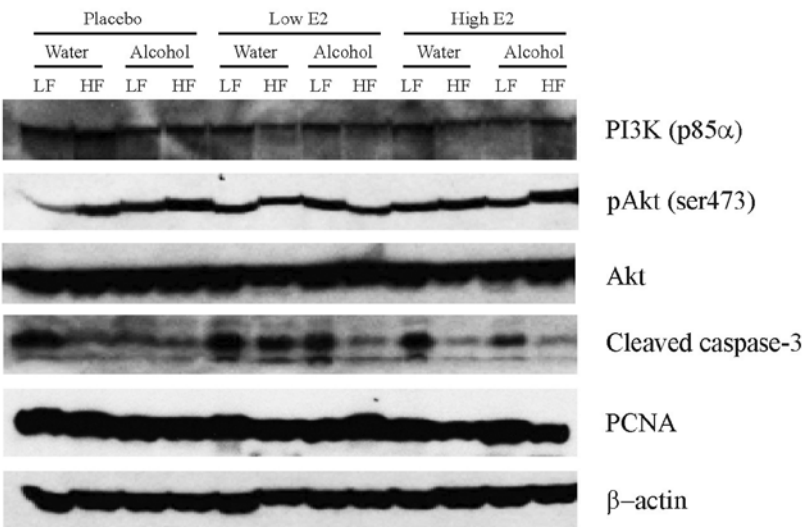 Placebo Low E2 High E2
Water Alcohol Water Alcohol Water Alcohol
LF HF LF HF LF HF LF HF LF HF LF HF
PI3K (p85α)
pAkt (ser473)
Akt
Cleaved caspase-3
PCNA
β–actin